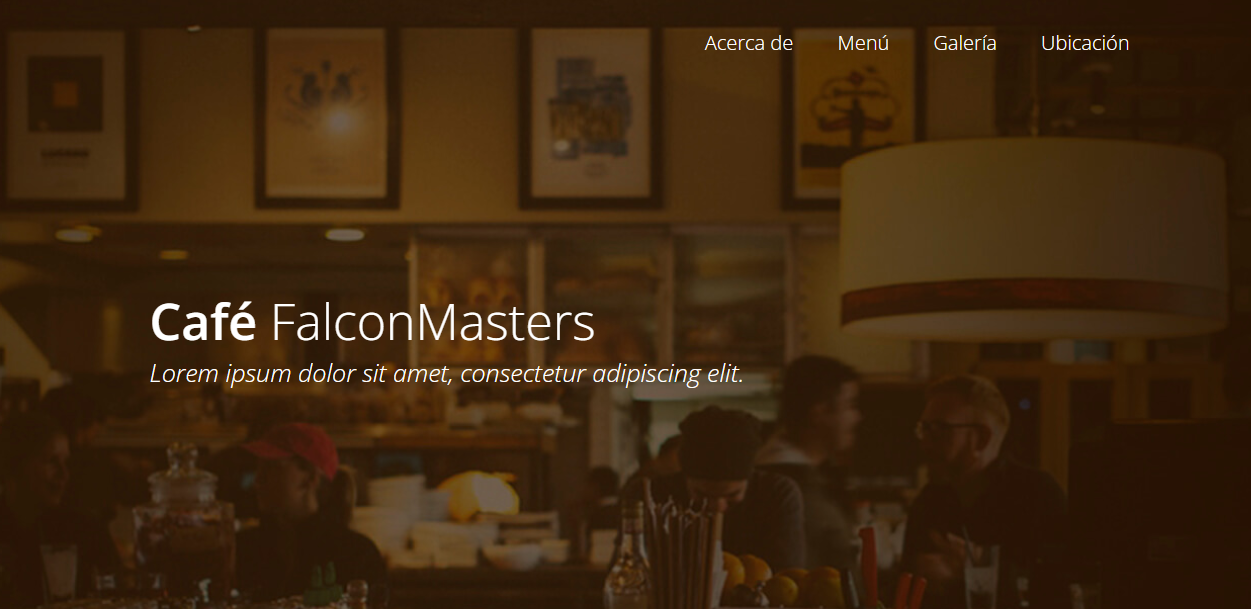 Acerca de Menú Galería Ubicación
Café FalconMasters
Lorem ipsum dolor sit amet, consectetur adipiscing elit.